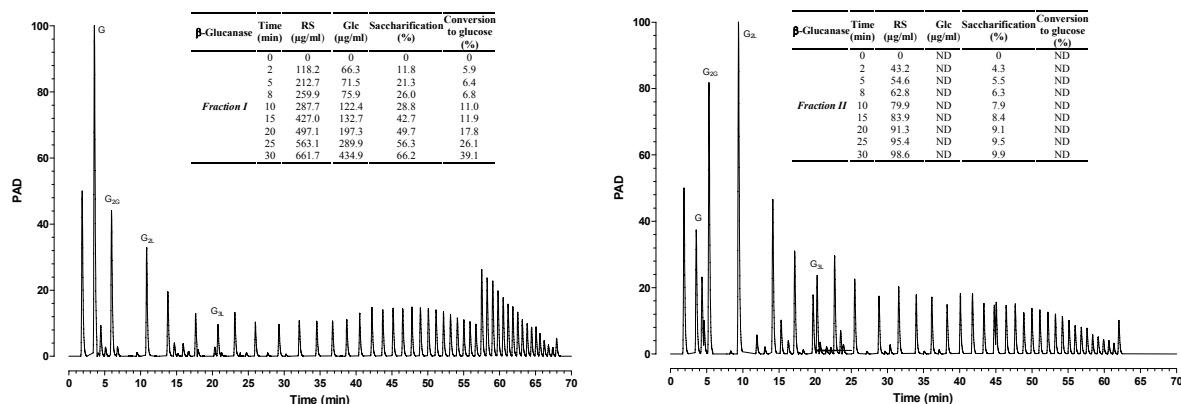 β-Glucanase Time (min) RS (µg/ml) Glc (µg/ml) Saccharification (%) Conversion to glucose (%)
0 0 0 0 0
2 118.2 66.3 11.8 5.9
5 212.7 71.5 21.3 6.4
8 259.9 75.9 26.0 6.8
Fraction I 10 287.7 122.4 28.8 11.0
15 427.0 132.7 42.7 11.9
20 497.1 197.3 49.7 17.8
25 563.1 289.9 56.3 26.1
30 661.7 434.9 66.2 39.1
G
G2G
G2L
G3L
100
80
60
40
20
0
PAD
0 5 10 15 20 25 30 35 40 45 50 55 60 65 70
Time (min)
β-Glucanase Time (min) RS (µg/ml) Glc (µg/ml) Saccharification (%) Conversion to glucose (%)
0 0 ND 0 ND
2 43.2 ND 4.3 ND
5 54.6 ND 5.5 ND
8 62.8 ND 6.3 ND
Fraction II 10 79.9 ND 7.9 ND
15 83.9 ND 8.4 ND
20 91.3 ND 9.1 ND
25 95.4 ND 9.5 ND
30 98.6 ND 9.9 ND
G2L
G2G
G
G3L
100
80
60
40
20
0
PAD
0 5 10 15 20 25 30 35 40 45 50 55 60 65 70
Time (min)